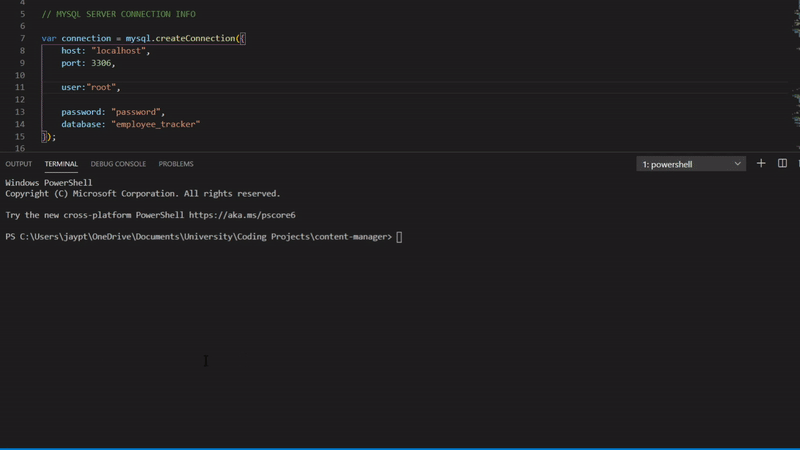 4
5 // MYSQL SERVER CONNECTION INFO
6
7 var connection = mysql.createConnection({
8 host: "localhost",
9 port: 3306,
10
11 user:"root",
12
13 password: "password",
14 database: "employee_tracker"
15 });
16
OUTPUT TERMINAL DEBUG CONSOLE PROBLEMS 1: powershell
Windows PowerShell
Copyright (C) Microsoft Corporation. All rights reserved.
Try the new cross-platform PowerShell https://aka.ms/pscore6
PS C:\Users\jaypt\OneDrive\Documents\University\Coding Projects\content-manager>